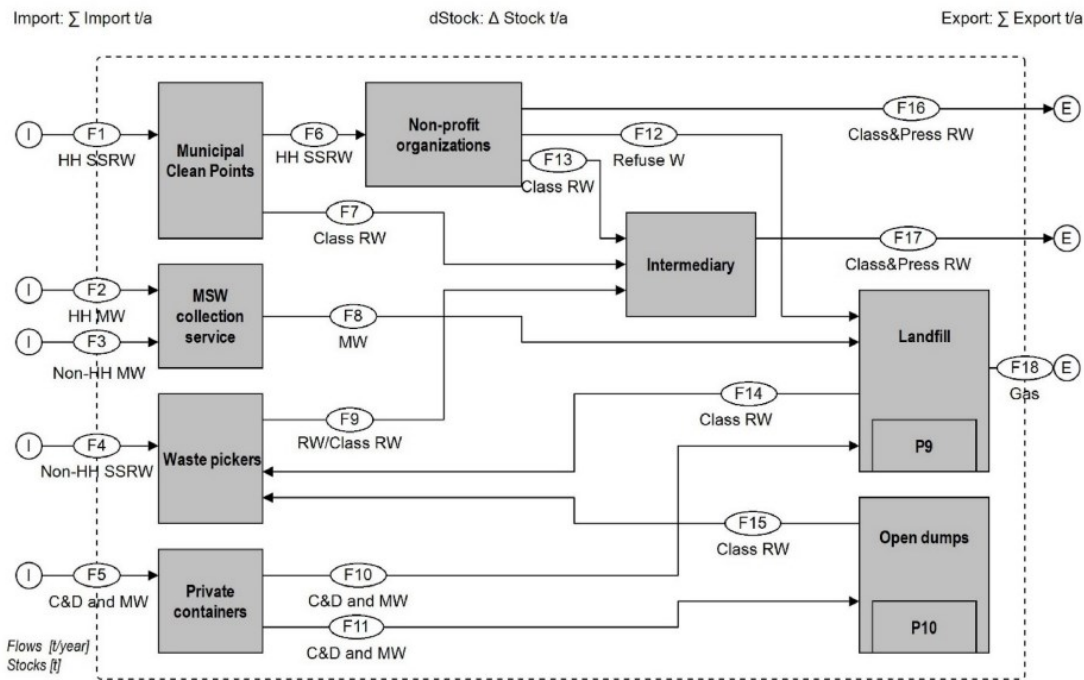 Import: ∑ Import t/a
dStock: Δ Stock t/a
Export: ∑ Export t/a
I
F1
HH SSRW
Municipal
Clean Points
F6
HH SSRW
Non-profit
organizations
F16
Class&Press RW
E
F12
Refuse W
F13
Class RW
F7
Class RW
Intermediary
F17
Class&Press RW
E
I
F2
HH MW
I
F3
Non-HH MW
MSW
collection
service
F8
MW
Landfill
P9
F18
Gas
E
F14
Class RW
I
F4
Non-HH SSRW
Waste pickers
F9
RW/Class RW
F15
Class RW
Open dumps
P10
I
F5
C&D and MW
Private
containers
F10
C&D and MW
F11
C&D and MW
Flows [t/year]
Stocks [t]